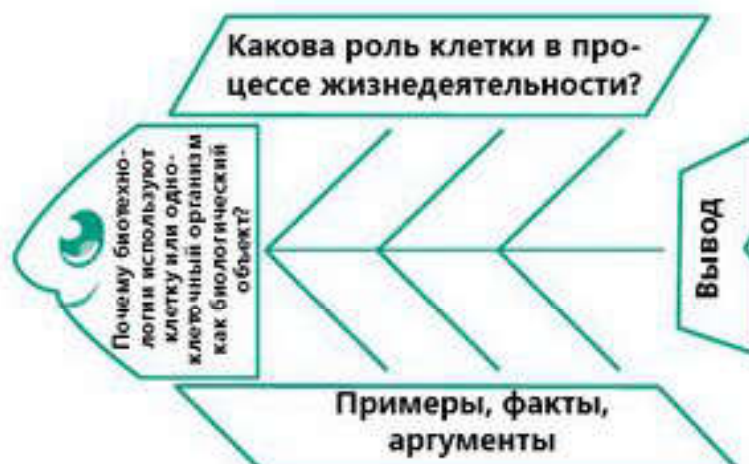 Какова роль клетки в про-
цессе жизнедеятельности?
Почему биотехно-
логии используют
клетку или одно-
клеточный организм
как биологический
объект?
Вывод
Примеры, факты,
аргументы